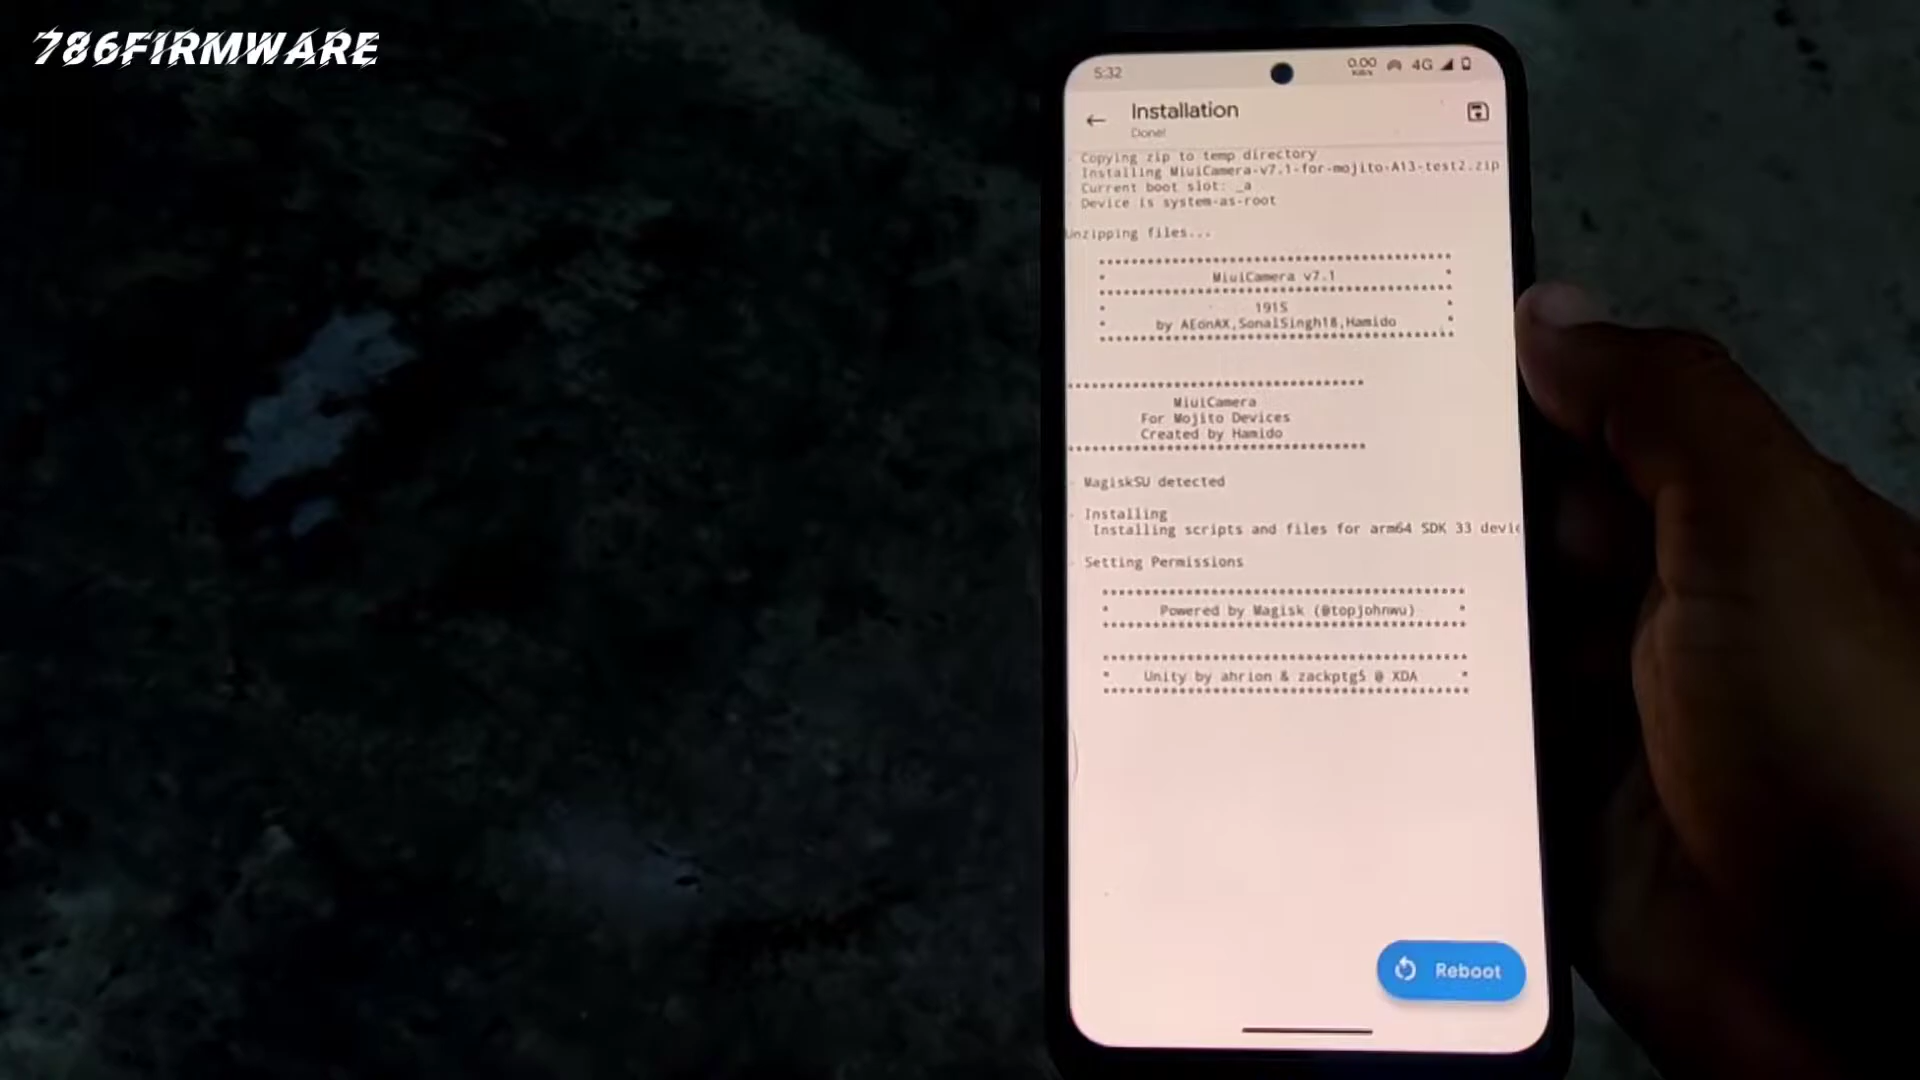 786FIRMWARE
5:32
0.00
KB/s
4G
Installation
Done!
- Copying zip to temp directory
- Installing MiuiCamera-v7.1-for-mojito-A13-test2.zip
- Current boot slot: _a
- Device is system-as-root
Unzipping files...
*******************************************
* MiuiCamera v7.1 *
*******************************************
* 1915 *
* by AEonAX,SonalSingh18,Hamido *
*******************************************
************************************
MiuiCamera
For Mojito Devices
Created by Hamido
************************************
- MagiskSU detected
- Installing
Installing scripts and files for arm64 SDK 33 devic
- Setting Permissions
********************************************
* Powered by Magisk (@topjohnwu) *
********************************************
********************************************
* Unity by ahrion & zackptg5 @ XDA *
********************************************
Reboot